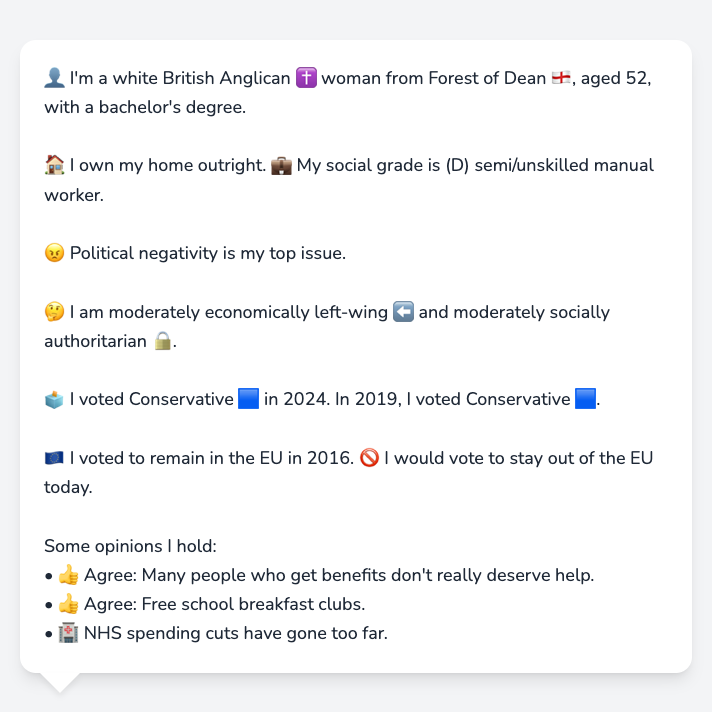 👤 I'm a white British Anglican ✝️ woman from Forest of Dean 🏴󠁧󠁢󠁥󠁮󠁧󠁿, aged 52,
with a bachelor's degree.
🏠 I own my home outright. 💼 My social grade is (D) semi/unskilled manual
worker.
😠 Political negativity is my top issue.
🤔 I am moderately economically left-wing ⬅️ and moderately socially
authoritarian 🔒.
🗳️ I voted Conservative 🟦 in 2024. In 2019, I voted Conservative 🟦.
🇪🇺 I voted to remain in the EU in 2016. 🚫 I would vote to stay out of the EU
today.
Some opinions I hold:
• 👍 Agree: Many people who get benefits don't really deserve help.
• 👍 Agree: Free school breakfast clubs.
• 🏥 NHS spending cuts have gone too far.